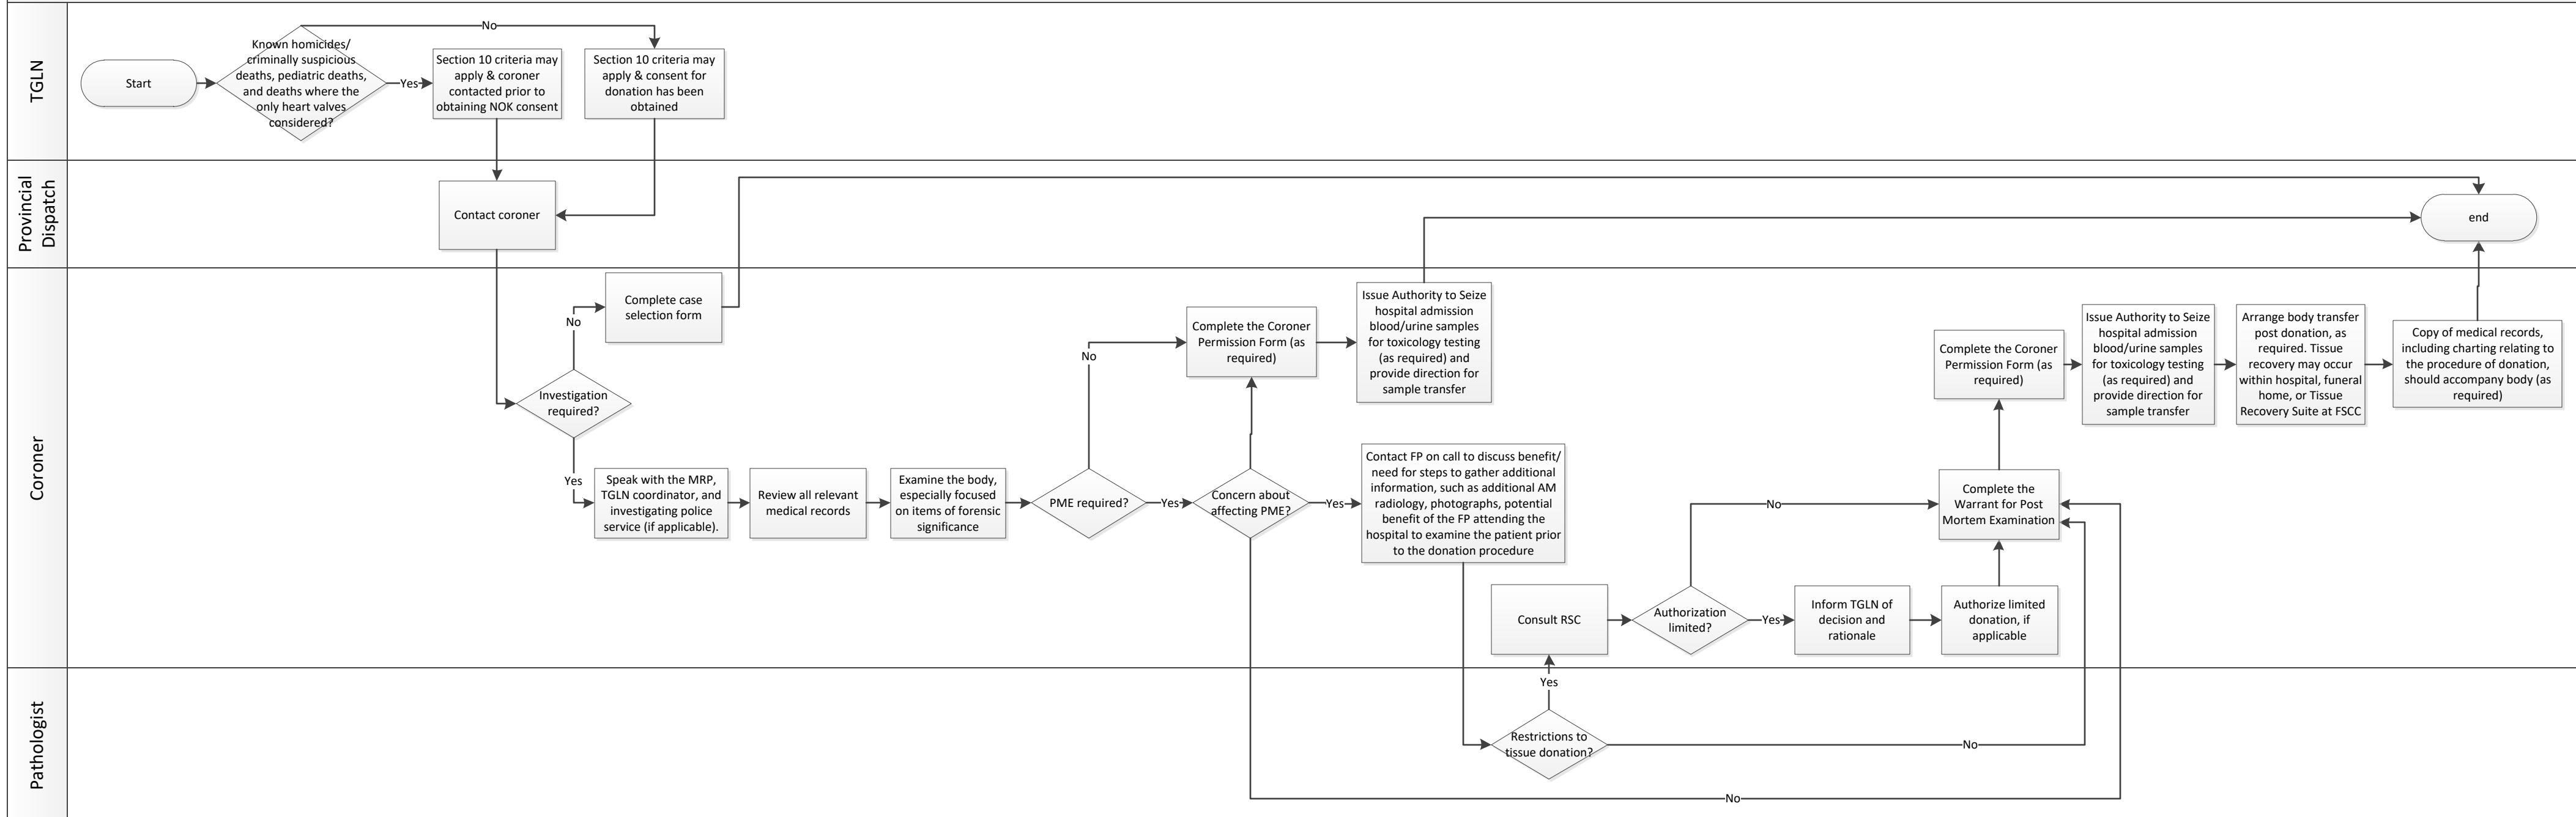 TGLN
Start
Known homicides/
criminally suspicious
deaths, pediatric deaths,
and deaths where the
only heart valves
considered?
No
Yes
Section 10 criteria may
apply & coroner
contacted prior to
obtaining NOK consent
Section 10 criteria may
apply & consent for
donation has been
obtained
Provincial
Dispatch
Contact coroner
end
Coroner
Investigation
required?
No
Complete case
selection form
Yes
Speak with the MRP,
TGLN coordinator, and
investigating police
service (if applicable).
Review all relevant
medical records
Examine the body,
especially focused
on items of forensic
significance
PME required?
No
Yes
Complete the Coroner
Permission Form (as
required)
Issue Authority to Seize
hospital admission
blood/urine samples
for toxicology testing
(as required) and
provide direction for
sample transfer
Concern about
affecting PME?
Yes
Contact FP on call to discuss benefit/
need for steps to gather additional
information, such as additional AM
radiology, photographs, potential
benefit of the FP attending the
hospital to examine the patient prior
to the donation procedure
Consult RSC
Authorization
limited?
No
Yes
Inform TGLN of
decision and
rationale
Authorize limited
donation, if
applicable
Complete the
Warrant for Post
Mortem Examination
Complete the Coroner
Permission Form (as
required)
Issue Authority to Seize
hospital admission
blood/urine samples
for toxicology testing
(as required) and
provide direction for
sample transfer
Arrange body transfer
post donation, as
required. Tissue
recovery may occur
within hospital, funeral
home, or Tissue
Recovery Suite at FSCC
Copy of medical records,
including charting relating to
the procedure of donation,
should accompany body (as
required)
Pathologist
Yes
Restrictions to
tissue donation?
No
No